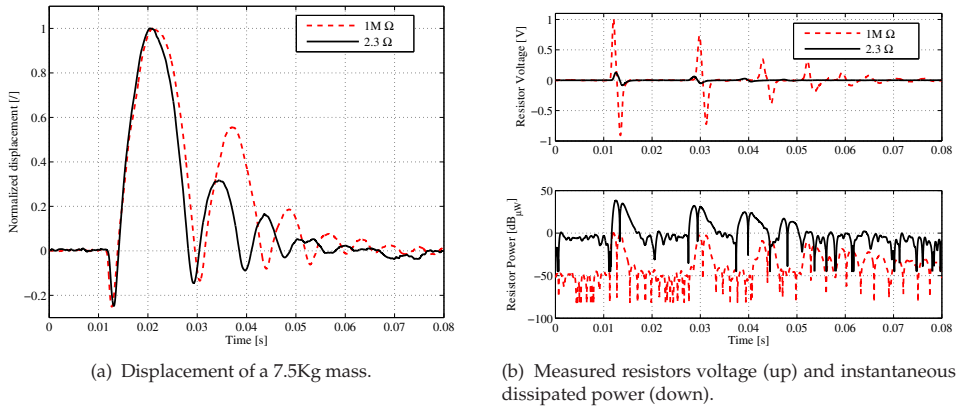 1
0.8
0.6
0.4
0.2
0
−0.2
Normalized displacement [/]
1M Ω
2.3 Ω
0 0.01 0.02 0.03 0.04 0.05 0.06 0.07 0.08
Time [s]
(a) Displacement of a 7.5Kg mass.
1
0.5
0
−0.5
−1
Resistor Voltage [V]
1M Ω
2.3 Ω
0 0.01 0.02 0.03 0.04 0.05 0.06 0.07 0.08
50
0
−50
−100
Resistor Power [dBµW]
0 0.01 0.02 0.03 0.04 0.05 0.06 0.07 0.08
Time [s]
(b) Measured resistors voltage (up) and instantaneous
dissipated power (down).